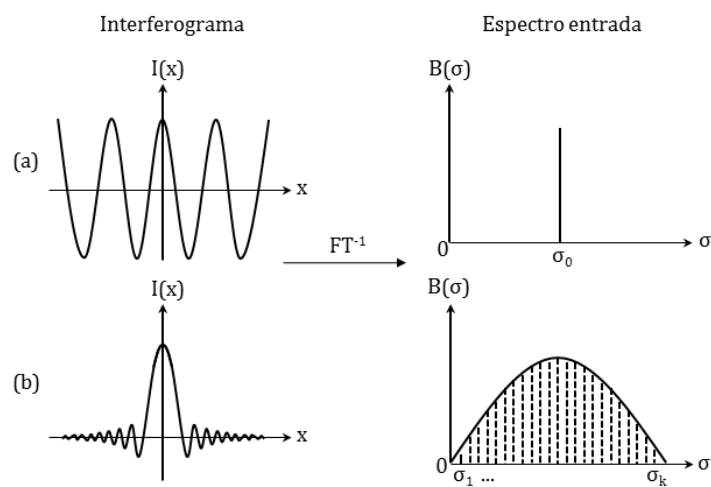 Interferograma
Espectro entrada
I(x)
B(σ)
(a)
x
FT⁻¹
0
σ₀
σ
I(x)
B(σ)
(b)
x
0
σ₁ ...
σₖ
σ